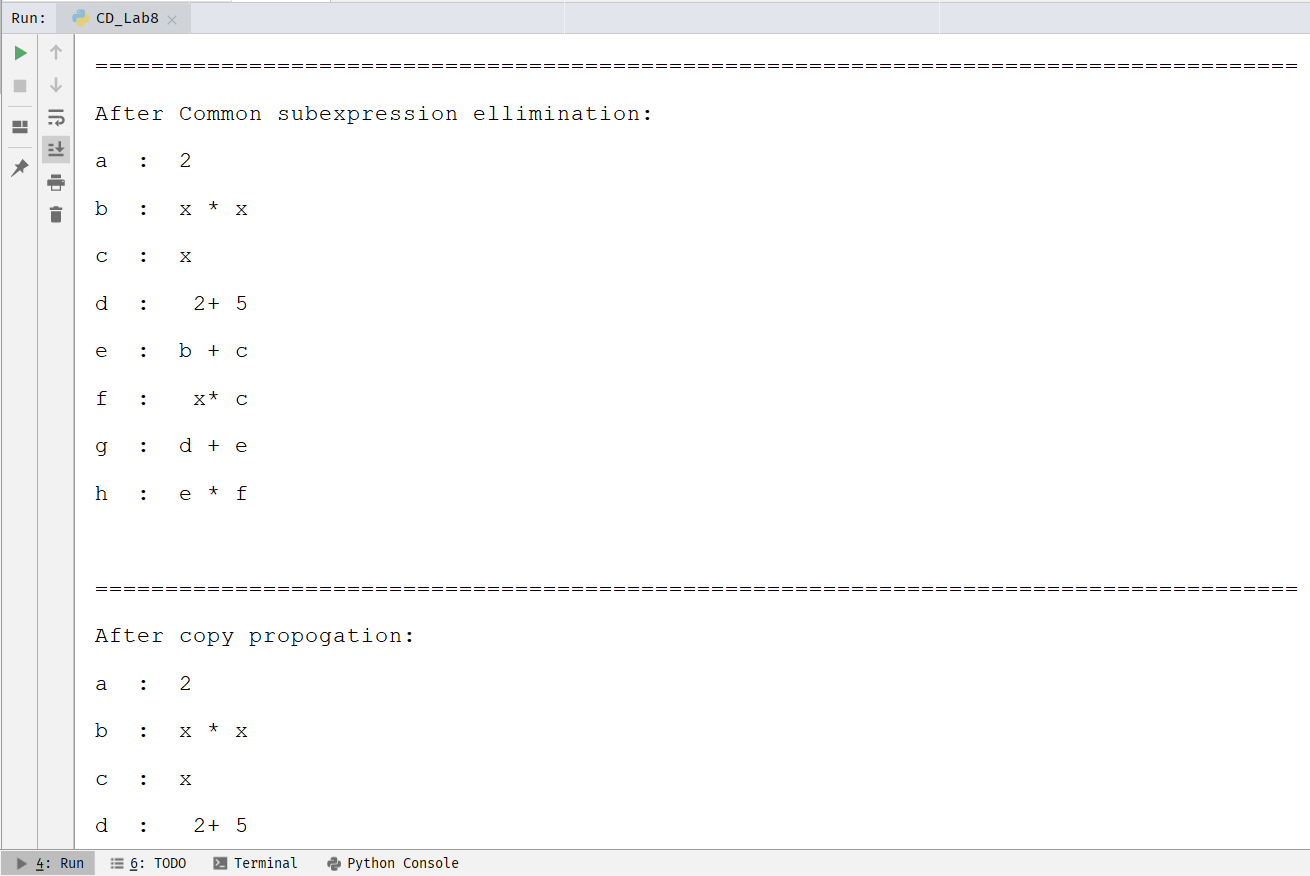 Run: CD_Lab8
======================================================================================
After Common subexpression ellimination:
a  :  2
b  :  x * x
c  :  x
d  :   2+ 5
e  :  b + c
f  :   x* c
g  :  d + e
h  :  e * f
======================================================================================
After copy propogation:
a  :  2
b  :  x * x
c  :  x
d  :   2+ 5
4: Run 6: TODO Terminal Python Console